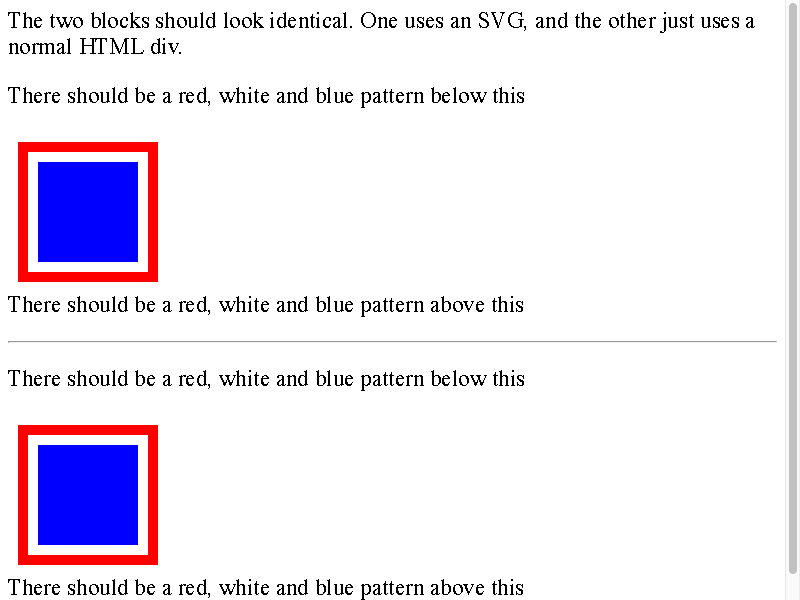 The two blocks should look identical. One uses an SVG, and the other just uses a
normal HTML div.
There should be a red, white and blue pattern below this
There should be a red, white and blue pattern above this
There should be a red, white and blue pattern below this
There should be a red, white and blue pattern above this